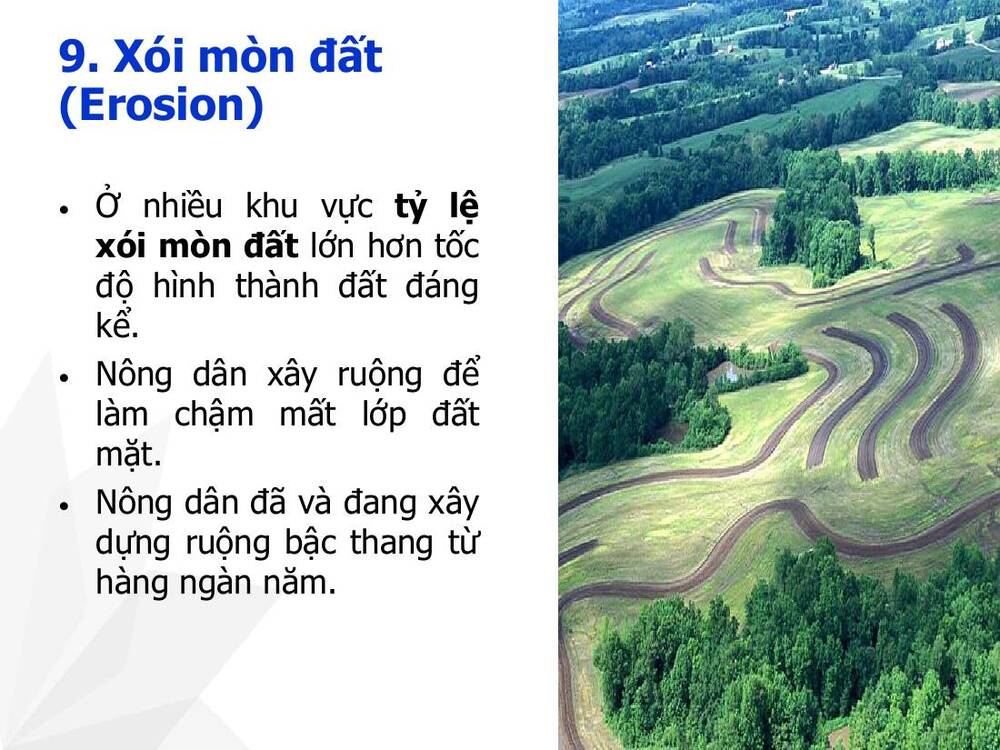 9. Xói mòn đất
(Erosion)
• Ở nhiều khu vực tỷ lệ
xói mòn đất lớn hơn tốc
độ hình thành đất đáng
kể.
• Nông dân xây ruộng để
làm chậm mất lớp đất
mặt.
• Nông dân đã và đang xây
dựng ruộng bậc thang từ
hàng ngàn năm.